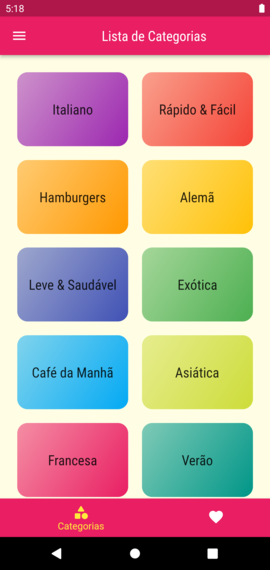 5:18
Lista de Categorias
Italiano
Rápido & Fácil
Hamburgers
Alemã
Leve & Saudável
Exótica
Café da Manhã
Asiática
Francesa
Verão
Categorias